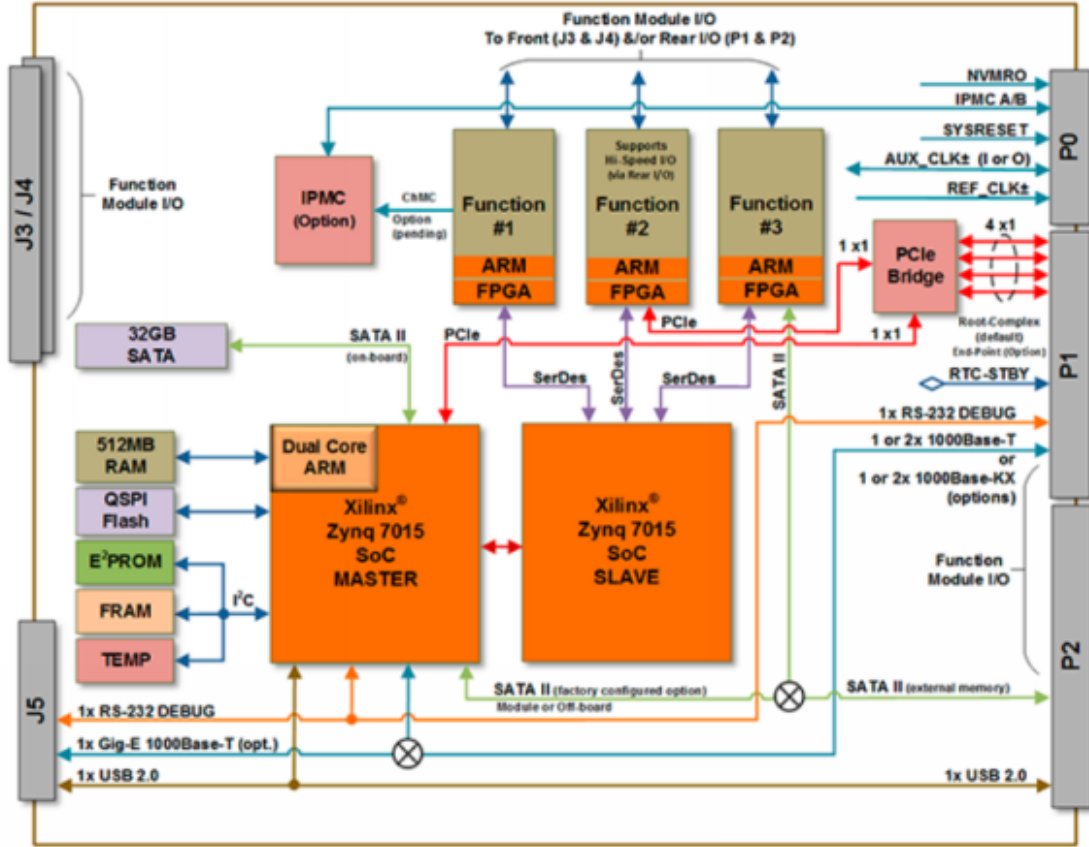 Function Module I/O
To Front (J3 & J4) &/or Rear I/O (P1 & P2)
J3 / J4
Function
Module I/O
NVMRO
IPMC A/B
SYSRESET
AUX_CLK± (I or O)
REF_CLK±
P0
IPMC
(Option)
ChMC
Option
(pending)
Function
#1
ARM
FPGA
Supports
Hi-Speed I/O
(via Rear I/O)
Function
#2
ARM
FPGA
Function
#3
ARM
FPGA
1 x1
PCIe
Bridge
4 x1
1 x1
Root-Complex
(default)
End-Point (Option)
P1
32GB
SATA
SATA II
(on-board)
PCIe
PCIe
SerDes
SerDes
SerDes
SATA II
RTC-STBY
1x RS-232 DEBUG
1 or 2x 1000Base-T
or
1 or 2x 1000Base-KX
(options)
512MB
RAM
QSPI
Flash
E²PROM
FRAM
TEMP
I²C
Dual Core
ARM
Xilinx®
Zynq 7015
SoC
MASTER
Xilinx®
Zynq 7015
SoC
SLAVE
Function
Module I/O
P2
SATA II (factory configured option)
Module or Off-board
SATA II (external memory)
J5
1x RS-232 DEBUG
1x Gig-E 1000Base-T (opt.)
1x USB 2.0
1x USB 2.0